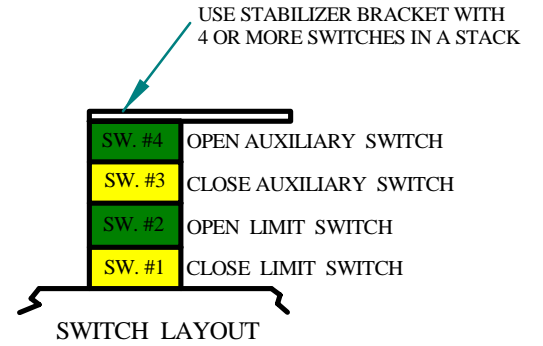 USE STABILIZER BRACKET WITH
4 OR MORE SWITCHES IN A STACK
SW. #4 OPEN AUXILIARY SWITCH
SW. #3 CLOSE AUXILIARY SWITCH
SW. #2 OPEN LIMIT SWITCH
SW. #1 CLOSE LIMIT SWITCH
SWITCH LAYOUT